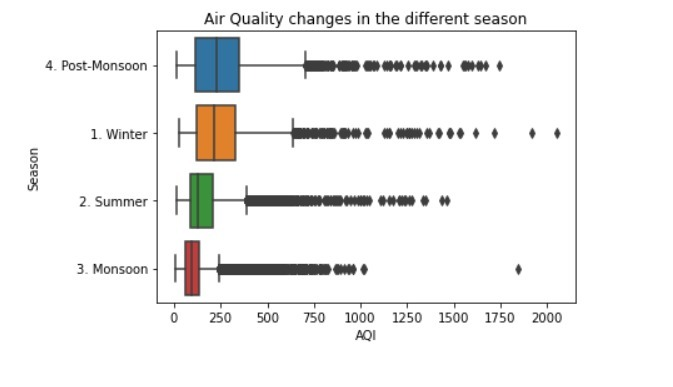 Air Quality changes in the different season
4. Post-Monsoon
1. Winter
2. Summer
3. Monsoon
Season
0 250 500 750 1000 1250 1500 1750 2000
AQI